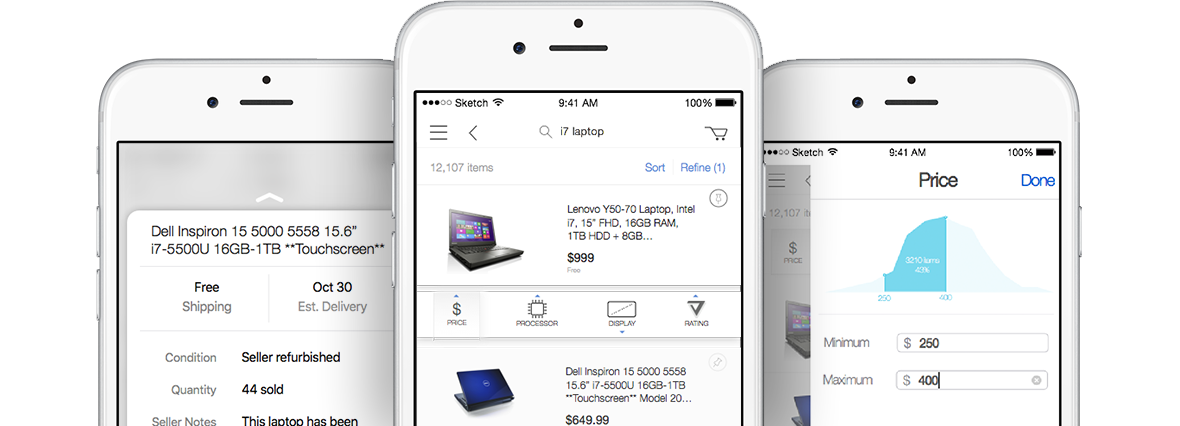 Dell Inspiron 15 5000 5558 15.6"
i7-5500U 16GB-1TB **Touchscreen**
Free
Shipping
Oct 30
Est. Delivery
Condition
Seller refurbished
Quantity
44 sold
Seller Notes
This laptop has been
Sketch
9:41 AM
100%
i7 laptop
12,107 items
Sort
Refine (1)
Lenovo Y50-70 Laptop, Intel
i7, 15" FHD, 16GB RAM,
1TB HDD + 8GB...
$999
Free
$
PRICE
PROCESSOR
DISPLAY
RATING
Dell Inspiron 15 5000 5558
15.6" i7-5500U 16GB-1TB
**Touchscreen** Model 20...
$649.99
Sketch
9:41 AM
100%
Price
Done
12,107 it
$
PRICE
3210 items
43%
250
400
Minimum
$ 250
Maximum
$ 400